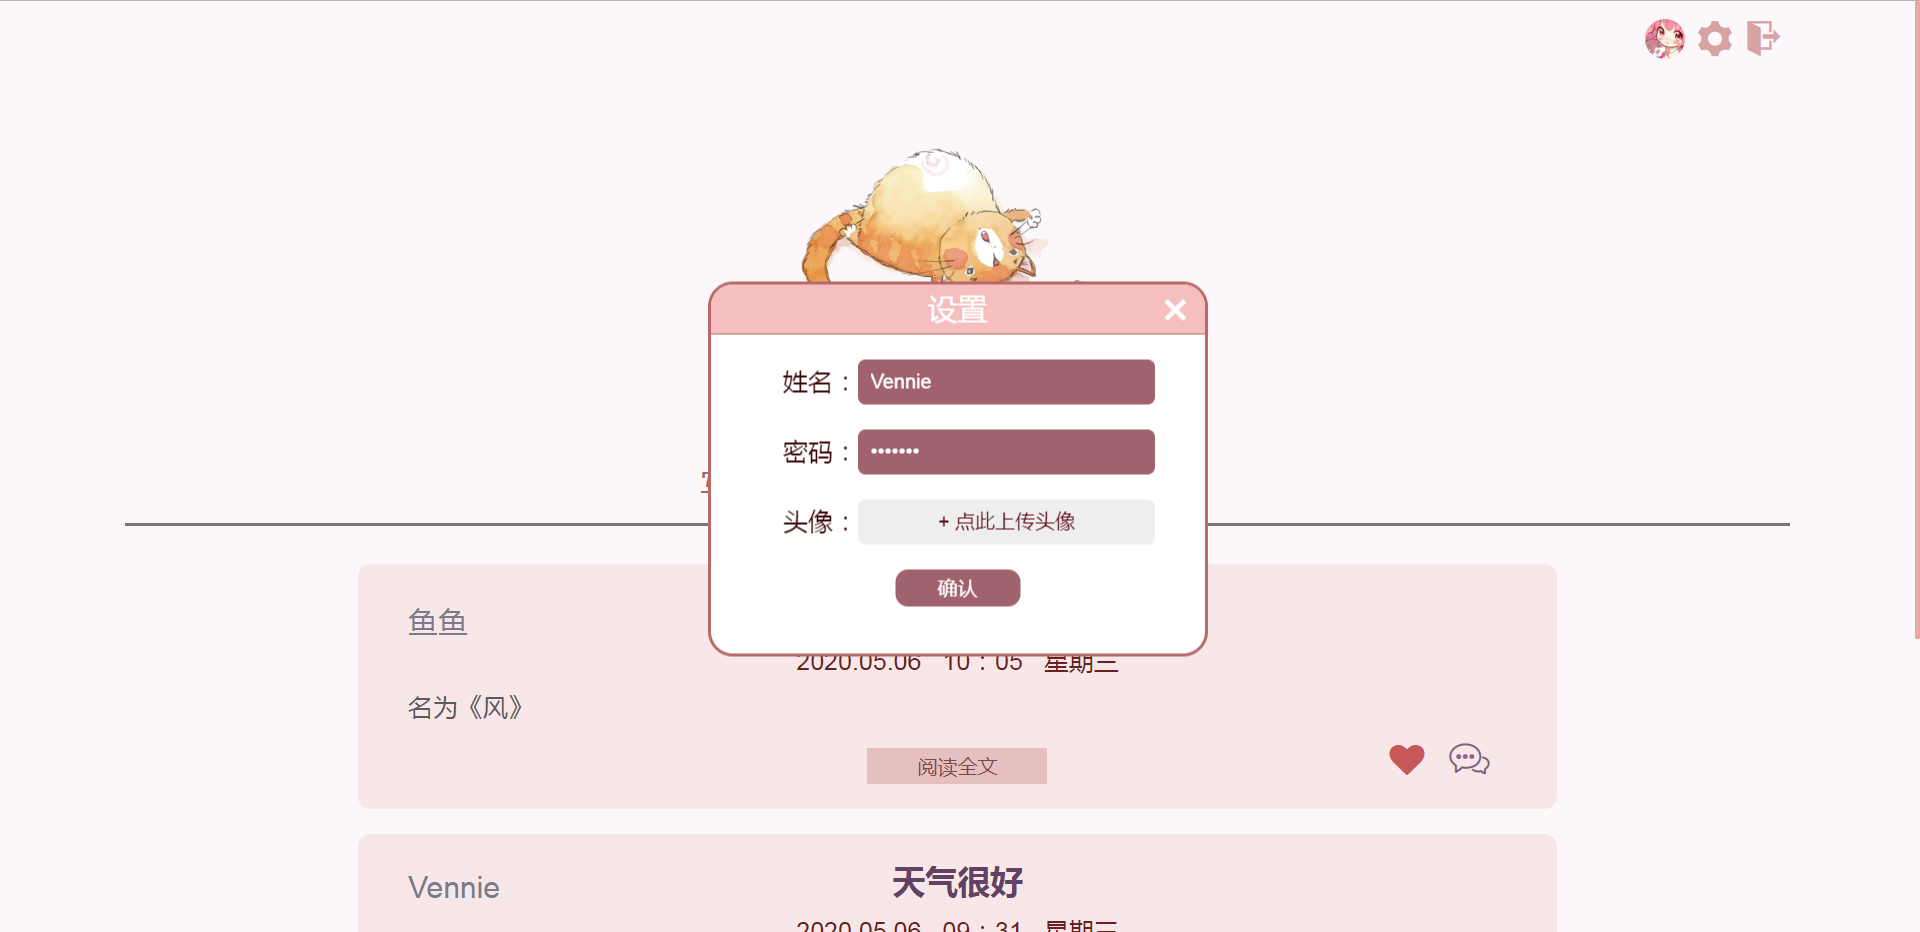 设置
姓名：Vennie
密码：•••••••
头像：+ 点此上传头像
确认
鱼鱼
2020.05.06 10：05 星期三
名为《风》
阅读全文
Vennie
天气很好
2020.05.06 09：31 星期三